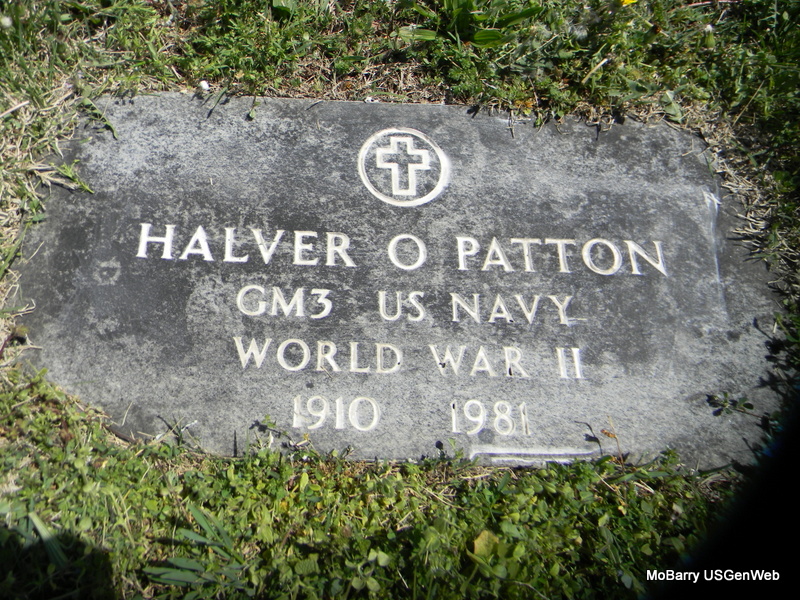 HALVER O PATTON
GM3 US NAVY
WORLD WAR II
1910 1981
MoBarry USGenWeb